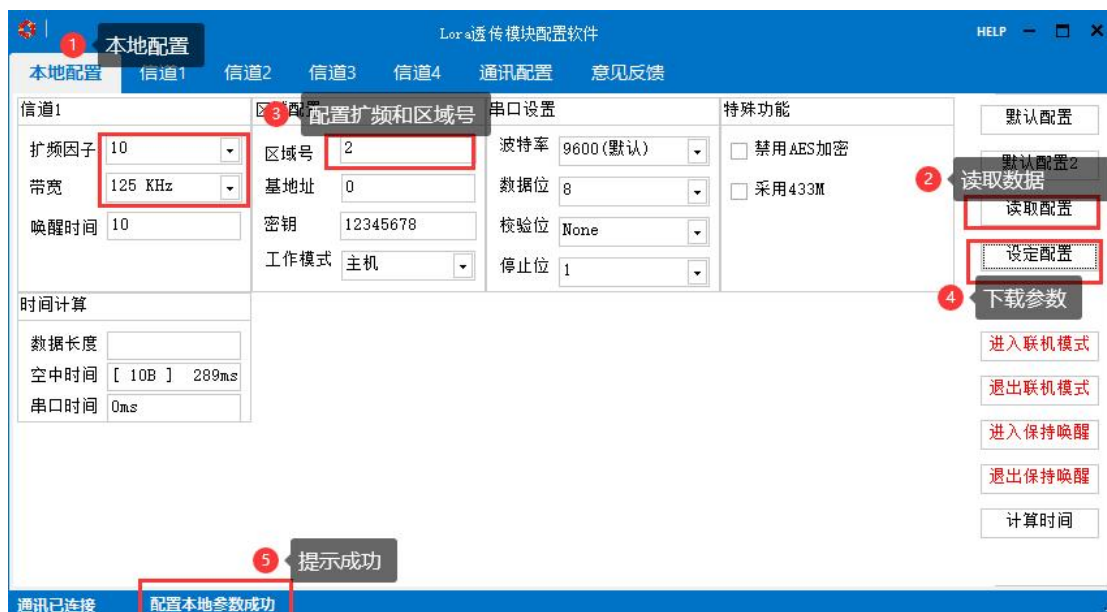 Lora透传模块配置软件
HELP
1 本地配置
本地配置 信道1 信道2 信道3 信道4 通讯配置 意见反馈
信道1
扩频因子 10
带宽 125 KHz
唤醒时间 10
3 配置扩频和区域号
区域号 2
基地址 0
密钥 12345678
工作模式 主机
串口设置
波特率 9600(默认)
数据位 8
校验位 None
停止位 1
特殊功能
禁用AES加密
采用433M
默认配置
默认配置2
2 读取数据
读取配置
设定配置
4 下载参数
进入联机模式
退出联机模式
进入保持唤醒
退出保持唤醒
计算时间
时间计算
数据长度
空中时间 [ 10B ] 289ms
串口时间 0ms
5 提示成功
通讯已连接 配置本地参数成功